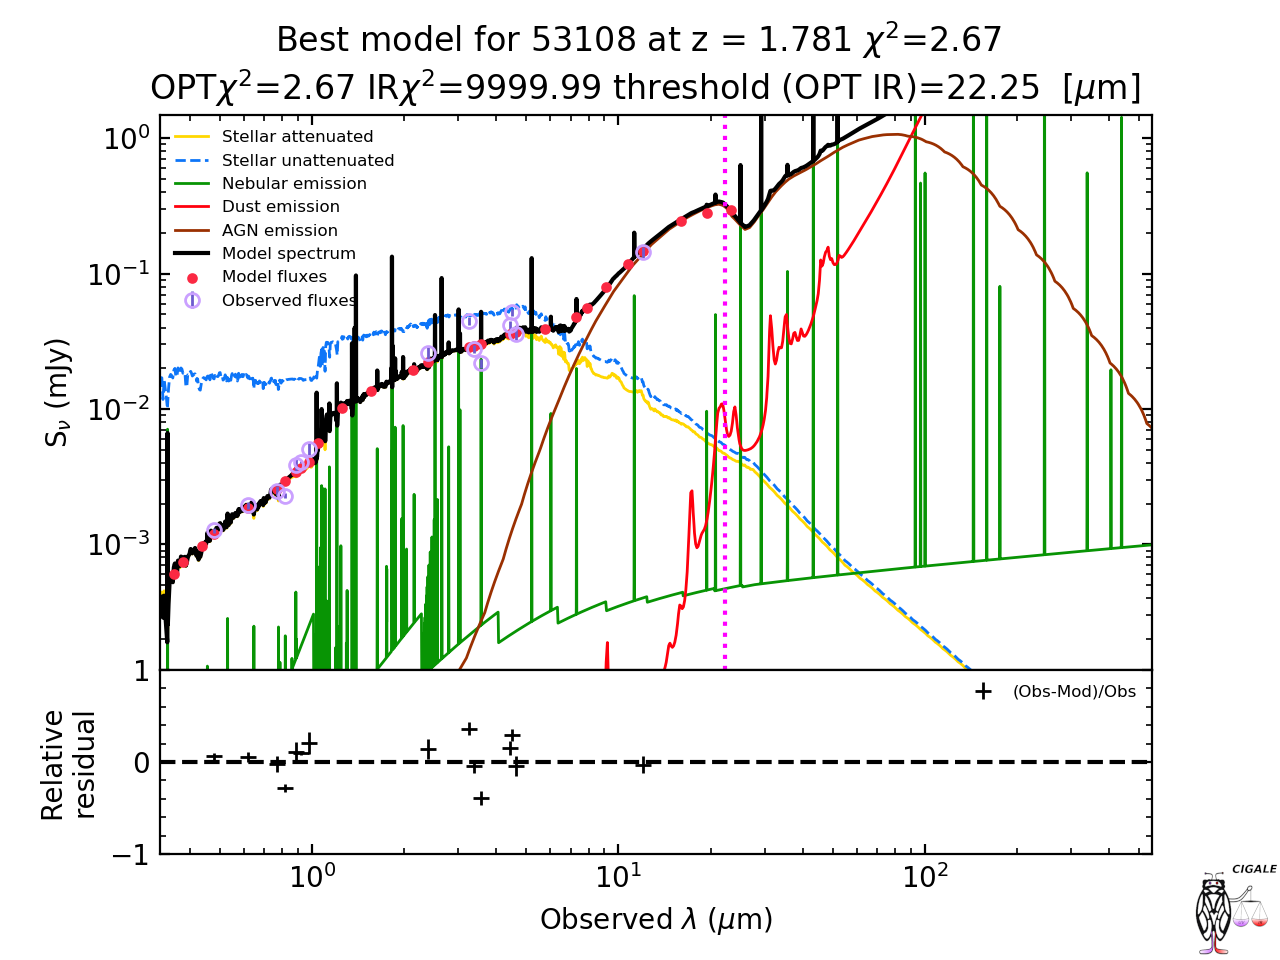 Best model for 53108 at z = 1.781 χ²=2.67
OPTχ²=2.67 IRχ²=9999.99 threshold (OPT IR)=22.25 [μm]
Stellar attenuated
Stellar unattenuated
Nebular emission
Dust emission
AGN emission
Model spectrum
Model fluxes
Observed fluxes
10⁰
10⁻¹
10⁻²
10⁻³
S_ν (mJy)
1
0
−1
Relative
residual
(Obs-Mod)/Obs
10⁰ 10¹ 10²
Observed λ (μm)
CIGALE